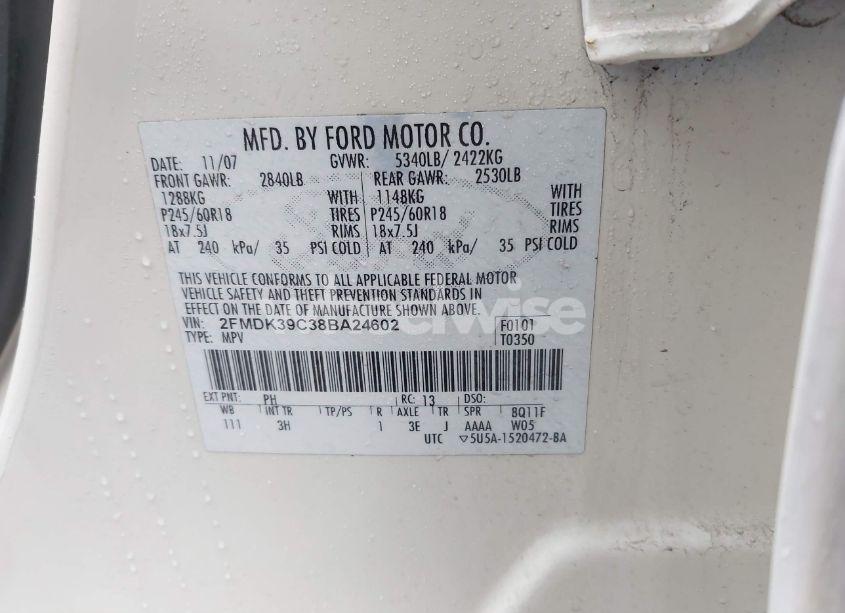 MFD. BY FORD MOTOR CO.
DATE: 11/07 GVWR: 5340LB/ 2422KG
FRONT GAWR: 2840LB REAR GAWR: 2530LB
1288KG WITH 1148KG WITH
P245/60R18 TIRES P245/60R18 TIRES
18x7.5J RIMS 18x7.5J RIMS
AT 240 kPa/ 35 PSI COLD AT 240 kPa/ 35 PSI COLD
THIS VEHICLE CONFORMS TO ALL APPLICABLE FEDERAL MOTOR
VEHICLE SAFETY AND THEFT PREVENTION STANDARDS IN
EFFECT ON THE DATE OF MANUFACTURE SHOWN ABOVE.
VIN: 2FMDK39C38BA24602 F0101
TYPE: MPV T0350
EXT PNT: PH RC: 13 DSO:
WB INT TR TP/PS R AXLE TR SPR 8Q11F
111 3H 1 3E J AAAA W05
UTC ▽5U5A-1520472-BA